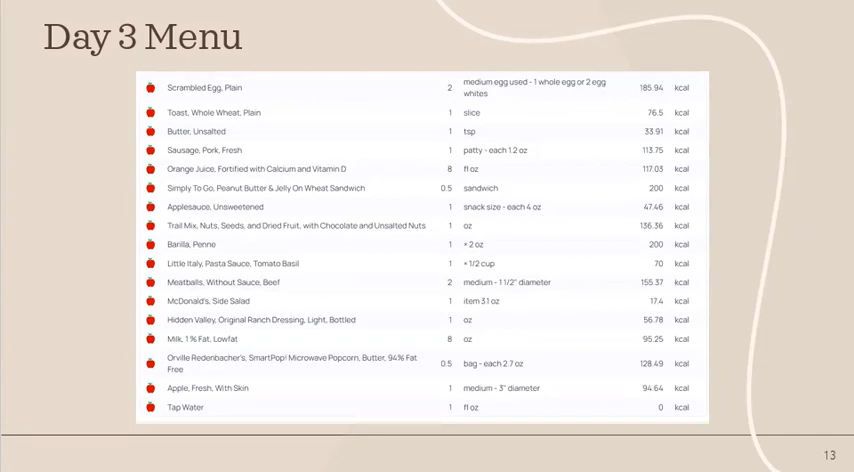 Day 3 Menu
Scrambled Egg, Plain 2 medium egg used - 1 whole egg or 2 egg whites 185.94 kcal
Toast, Whole Wheat, Plain 1 slice 76.5 kcal
Butter, Unsalted 1 tsp 33.91 kcal
Sausage, Pork, Fresh 1 patty - each 1.2 oz 113.75 kcal
Orange Juice, Fortified with Calcium and Vitamin D 8 fl oz 117.03 kcal
Simply To Go, Peanut Butter & Jelly On Wheat Sandwich 0.5 sandwich 200 kcal
Applesauce, Unsweetened 1 snack size - each 4 oz 47.46 kcal
Trail Mix, Nuts, Seeds, and Dried Fruit, with Chocolate and Unsalted Nuts 1 oz 136.36 kcal
Barilla, Penne 1 × 2 oz 200 kcal
Little Italy, Pasta Sauce, Tomato Basil 1 × 1/2 cup 70 kcal
Meatballs, Without Sauce, Beef 2 medium - 1 1/2" diameter 155.37 kcal
McDonald's, Side Salad 1 item 3.1 oz 17.4 kcal
Hidden Valley, Original Ranch Dressing, Light, Bottled 1 oz 56.78 kcal
Milk, 1 % Fat, Lowfat 8 oz 95.25 kcal
Orville Redenbacher's, SmartPop! Microwave Popcorn, Butter, 94% Fat Free 0.5 bag - each 2.7 oz 128.49 kcal
Apple, Fresh, With Skin 1 medium - 3" diameter 94.64 kcal
Tap Water 1 fl oz 0 kcal
13